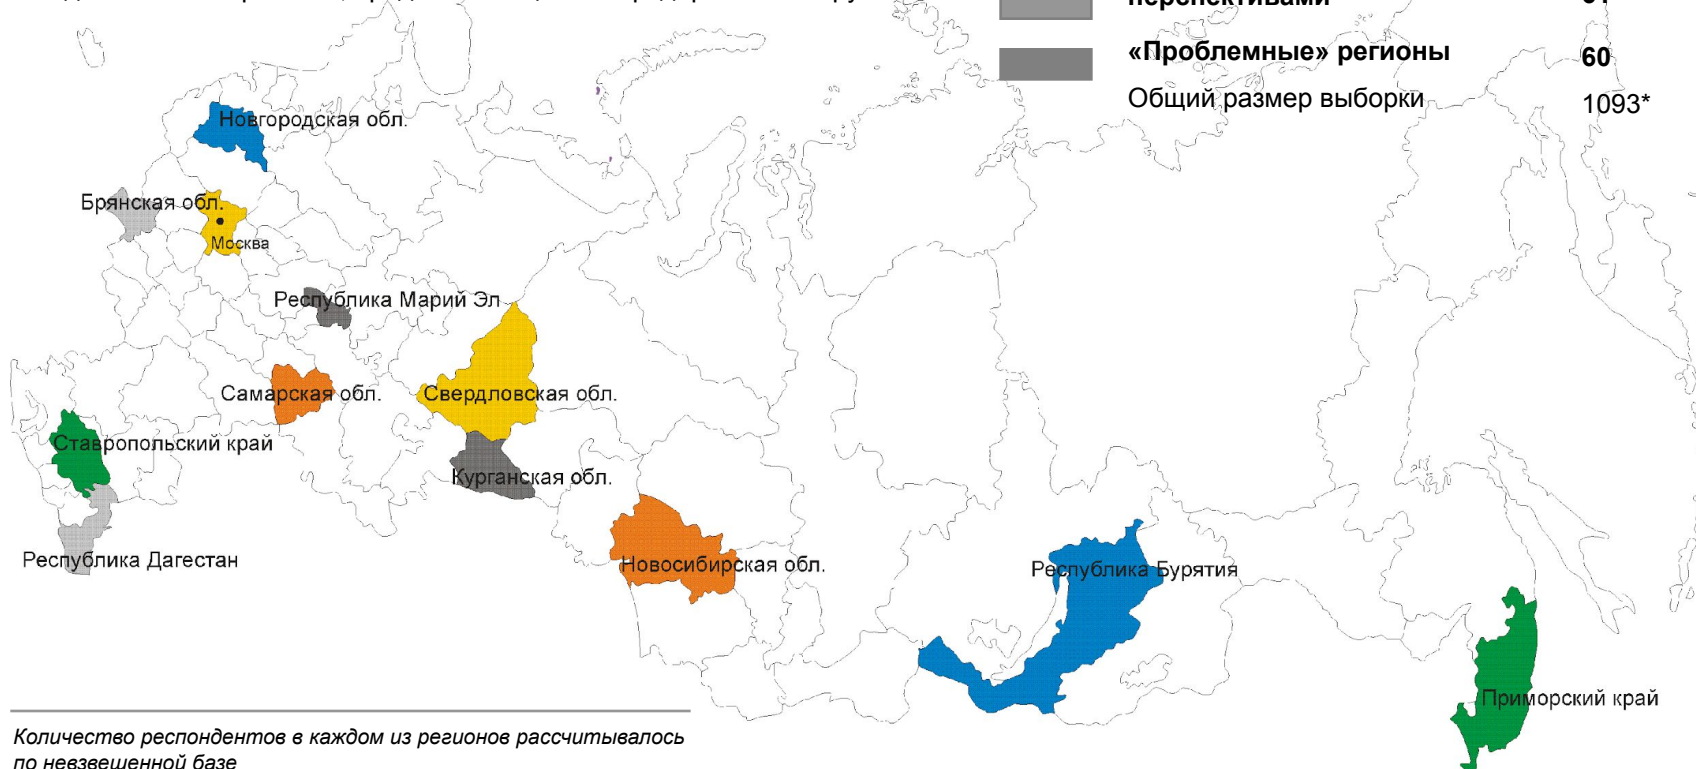 перспективами
«Проблемные» регионы 60
Общий размер выборки 1093*
Новгородская обл.
Брянская обл.
Москва
Республика Марий Эл
Самарская обл.
Свердловская обл.
Ставропольский край
Курганская обл.
Республика Дагестан
Новосибирская обл.
Республика Бурятия
Приморский край
Количество респондентов в каждом из регионов рассчитывалось
по невзвешенной базе